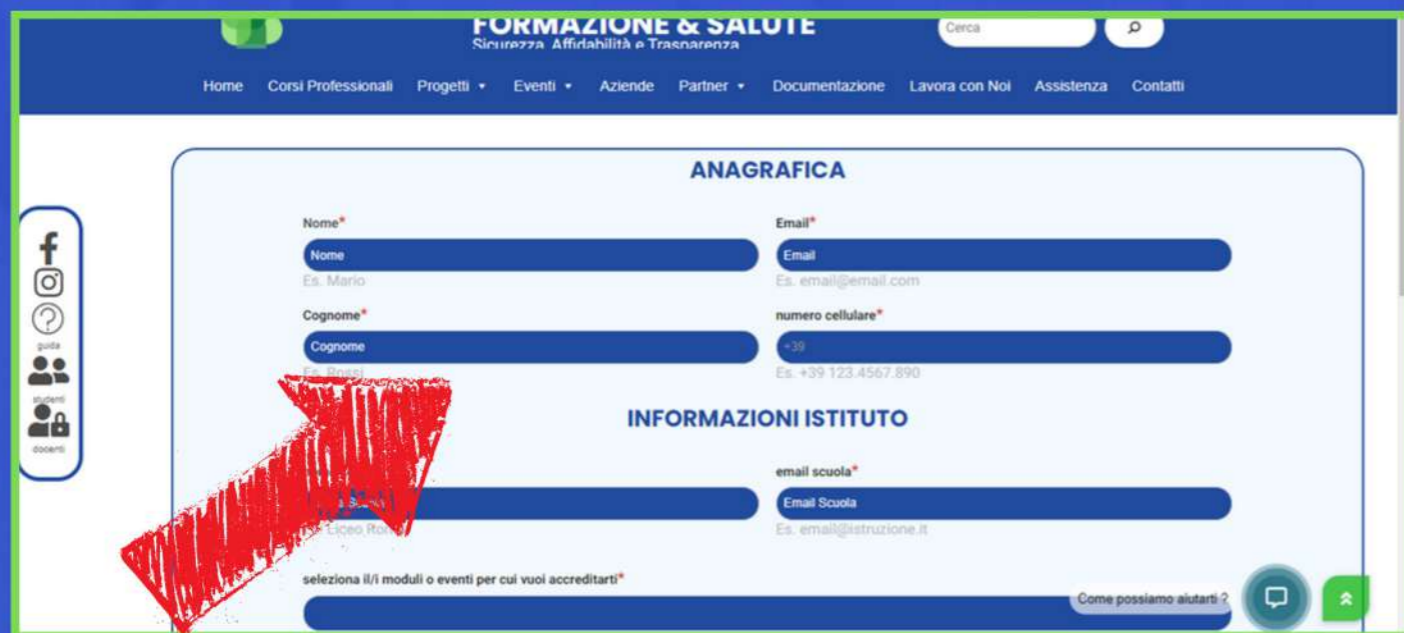 FORMAZIONE & SALUTE
Sicurezza, Affidabilità e Trasparenza
Cerca
Home Corsi Professionali Progetti Eventi Aziende Partner Documentazione Lavora con Noi Assistenza Contatti
ANAGRAFICA
Nome* Email*
Nome Email
Es. Mario Es. email@email.com
Cognome* numero cellulare*
Cognome +39
Es. Rossi Es. +39 123.4567.890
guida
studenti
docenti
INFORMAZIONI ISTITUTO
email scuola*
Email Scuola
Liceo Es. email@istruzione.it
seleziona il/i moduli o eventi per cui vuoi accreditarti*
Come possiamo aiutarti ?